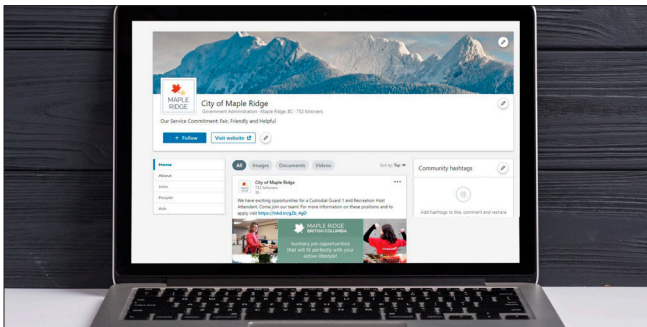 MAPLE
RIDGE
City of Maple Ridge
Government Administration · Maple Ridge, BC · 752 followers
Our Service Commitment: Fair, Friendly and Helpful
+ Follow
Visit website
Home
About
Jobs
People
Ads
All Images Documents Videos
Sort by: Top
City of Maple Ridge
752 followers
We have exciting opportunities for a Custodial Guard 1 and Recreation Host
Attendant. Come join our team! For more information on these positions and to
apply visit
MAPLE RIDGE
BRITISH COLUMBIA
Auxiliary job opportunities
that will fit perfectly with your
active lifestyle!
Community hashtags
Add hashtags to like, comment and reshare